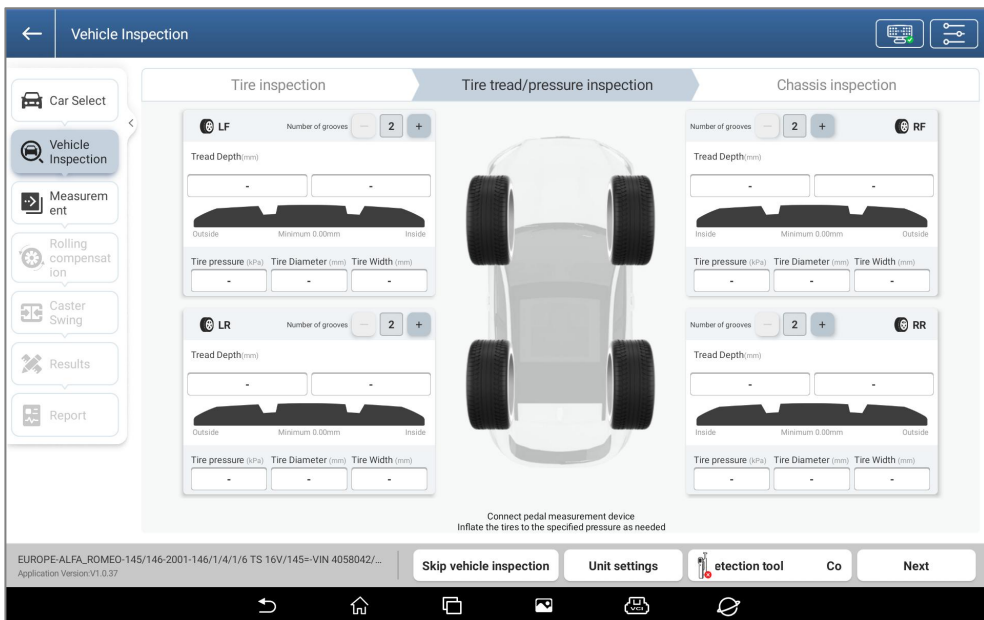 Vehicle Inspection
Car Select
Vehicle
Inspection
Measurem
ent
Rolling
compensat
ion
Caster
Swing
Results
Report
Tire inspection
Tire tread/pressure inspection
Chassis inspection
LF Number of grooves — 2 +
Tread Depth(mm)
- -
Outside Minimum 0.00mm Inside
Tire pressure (kPa) Tire Diameter (mm) Tire Width (mm)
- - -
Number of grooves — 2 + RF
Tread Depth(mm)
- -
Inside Minimum 0.00mm Outside
Tire pressure (kPa) Tire Diameter (mm) Tire Width (mm)
- - -
LR Number of grooves — 2 +
Tread Depth(mm)
- -
Outside Minimum 0.00mm Inside
Tire pressure (kPa) Tire Diameter (mm) Tire Width (mm)
- - -
Number of grooves — 2 + RR
Tread Depth(mm)
- -
Inside Minimum 0.00mm Outside
Tire pressure (kPa) Tire Diameter (mm) Tire Width (mm)
- - -
Connect pedal measurement device
Inflate the tires to the specified pressure as needed
EUROPE-ALFA_ROMEO-145/146-2001-146/1/4/1/6 TS 16V/145=-VIN 4058042/...
Application Version:V1.0.37
Skip vehicle inspection
Unit settings
etection tool Co
Next
VCI